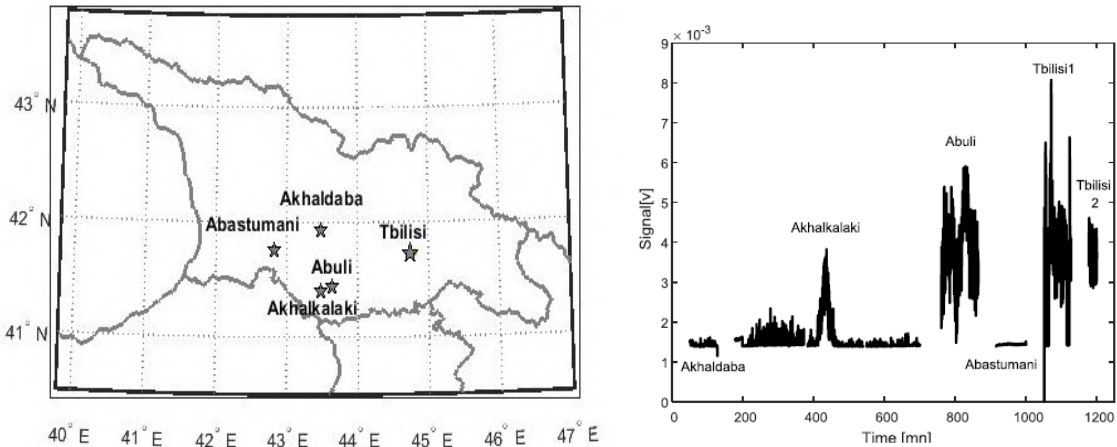 43° N
42° N
41° N
40° E 41° E 42° E 43° E 44° E 45° E 46° E 47° E
Akhaldaba
Abastumani
Tbilisi
Abuli
Akhalkalaki
× 10⁻³
9
8
7
6
5
4
3
2
1
0
Signal[v]
Tbilisi1
Abuli
Tbilisi
2
Akhalkalaki
Akhaldaba
Abastumani
0 200 400 600 800 1000 1200
Time [mn]